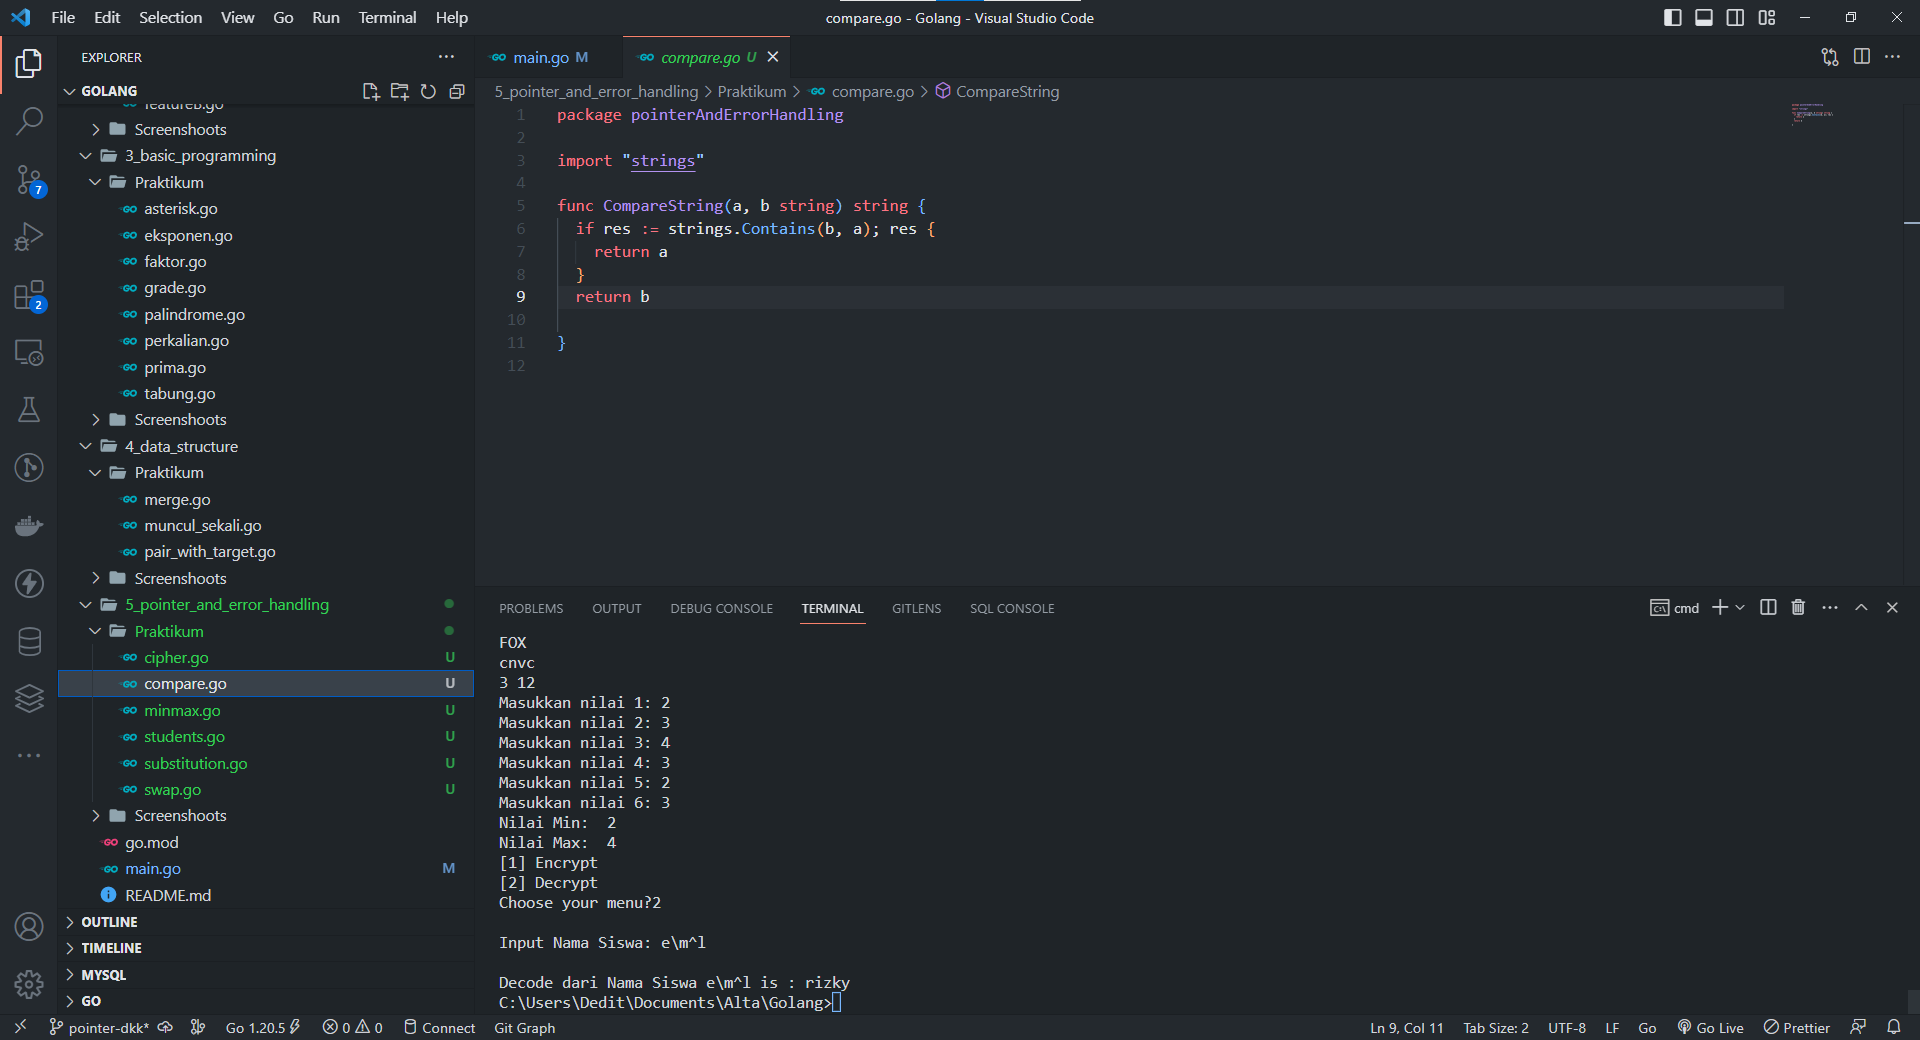 File Edit Selection View Go Run Terminal Help
compare.go - Golang - Visual Studio Code
EXPLORER
GOLANG
featureB.go
Screenshoots
3_basic_programming
Praktikum
asterisk.go
eksponen.go
faktor.go
grade.go
palindrome.go
perkalian.go
prima.go
tabung.go
Screenshoots
4_data_structure
Praktikum
merge.go
muncul_sekali.go
pair_with_target.go
Screenshoots
5_pointer_and_error_handling
Praktikum
cipher.go U
compare.go U
minmax.go U
students.go U
substitution.go U
swap.go U
Screenshoots
go.mod
main.go M
README.md
OUTLINE
TIMELINE
MYSQL
GO
7
2
main.go M compare.go U
5_pointer_and_error_handling > Praktikum > compare.go > CompareString
1 package pointerAndErrorHandling
2
3 import "strings"
4
5 func CompareString(a, b string) string {
6 if res := strings.Contains(b, a); res {
7 return a
8 }
9 return b
10
11 }
12
PROBLEMS OUTPUT DEBUG CONSOLE TERMINAL GITLENS SQL CONSOLE
cmd
FOX
cnvc
3 12
Masukkan nilai 1: 2
Masukkan nilai 2: 3
Masukkan nilai 3: 4
Masukkan nilai 4: 3
Masukkan nilai 5: 2
Masukkan nilai 6: 3
Nilai Min:  2
Nilai Max:  4
[1] Encrypt
[2] Decrypt
Choose your menu?2
Input Nama Siswa: e\m^l
Decode dari Nama Siswa e\m^l is : rizky
C:\Users\Dedit\Documents\Alta\Golang>
pointer-dkk* Go 1.20.5 0 0 Connect Git Graph
Ln 9, Col 11 Tab Size: 2 UTF-8 LF Go Go Live Prettier